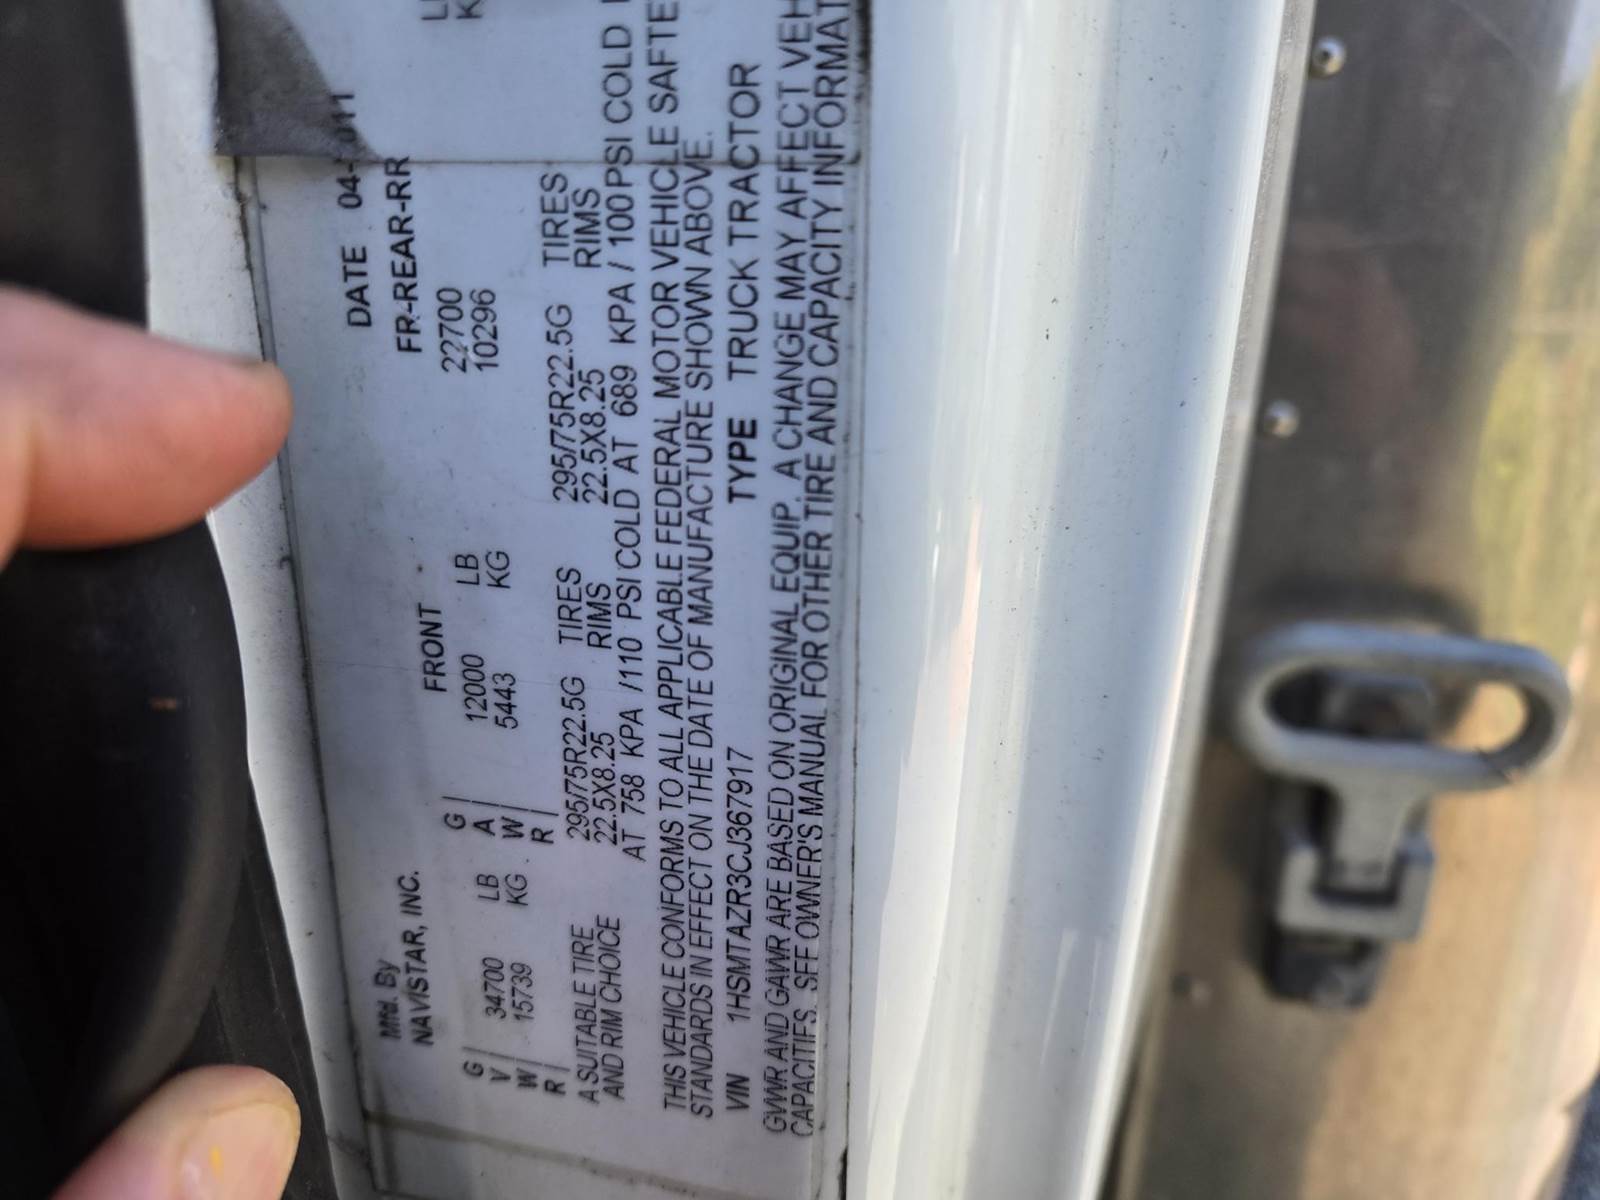 Mfd. By
NAVISTAR, INC.
DATE 04-
FRONT
FR-REAR-RR
G V W R
34700 LB
15739 KG
G A W R
12000 LB
5443 KG
22700
10296
A SUITABLE TIRE
AND RIM CHOICE
295/75R22.5G TIRES
22.5X8.25 RIMS
295/75R22.5G TIRES
22.5X8.25 RIMS
AT 758 KPA /110 PSI COLD AT 689 KPA / 100PSI COLD
THIS VEHICLE CONFORMS TO ALL APPLICABLE FEDERAL MOTOR VEHICLE SAFTE
STANDARDS IN EFFECT ON THE DATE OF MANUFACTURE SHOWN ABOVE.
VIN 1HSMTAZR3CJ367917 TYPE TRUCK TRACTOR
GVWR AND GAWR ARE BASED ON ORIGINAL EQUIP. A CHANGE MAY AFFECT VEH
CAPACITIES. SEE OWNER'S MANUAL FOR OTHER TIRE AND CAPACITY INFORMAT